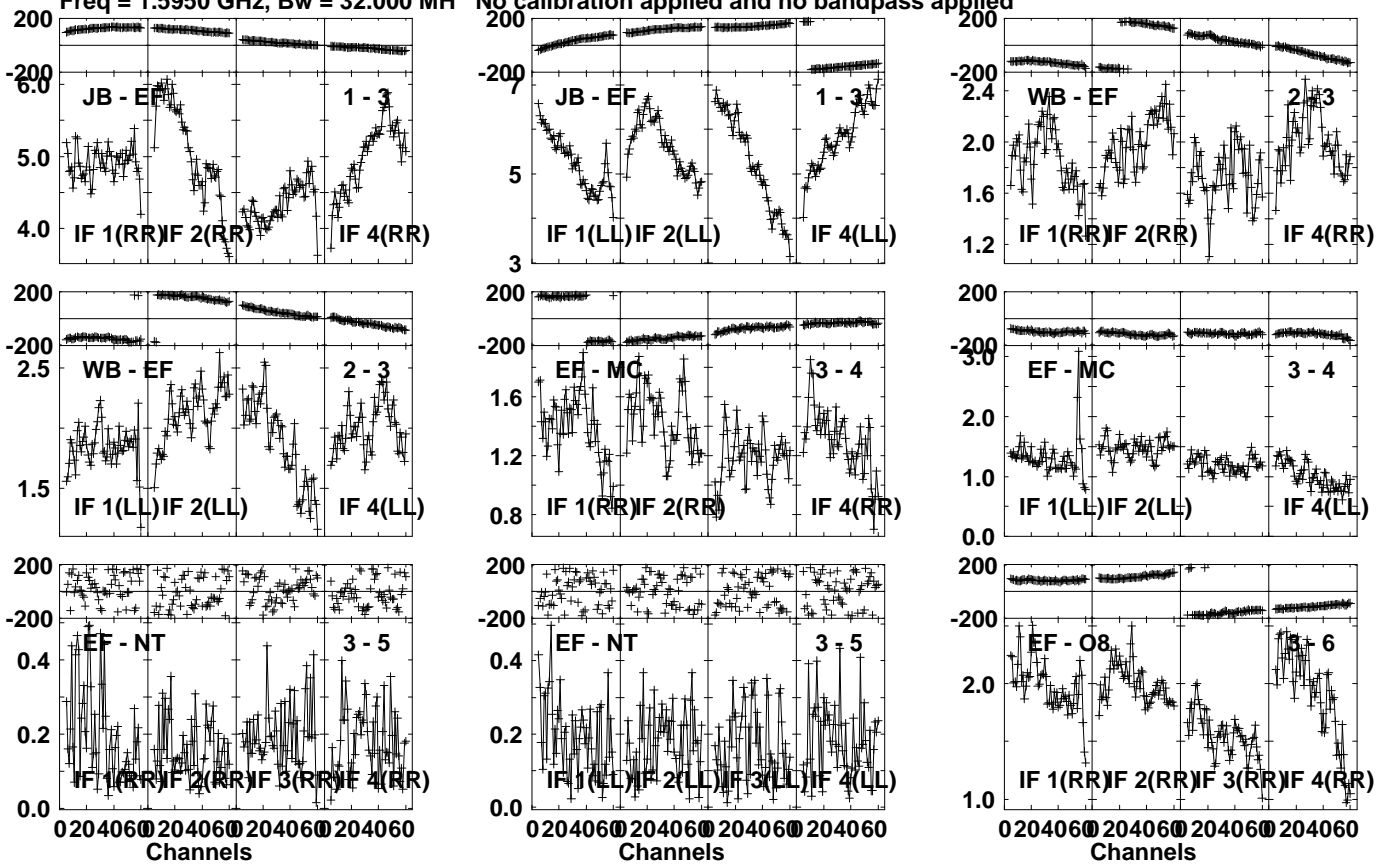 Freq = 1.5950 GHz, Bw = 32.000 MH No calibration applied and no bandpass applied
200
-200
6.0
5.0
4.0
JB - EF
1 - 3
IF 1(RR)
IF 2(RR)
IF 4(RR)
200
-200
7
5
3
JB - EF
1 - 3
IF 1(LL)
IF 2(LL)
IF 4(LL)
200
-200
2.4
2.0
1.6
1.2
WB - EF
2 - 3
IF 1(RR)
IF 2(RR)
IF 4(RR)
200
-200
2.5
1.5
WB - EF
2 - 3
IF 1(LL)
IF 2(LL)
IF 4(LL)
200
-200
1.6
1.2
0.8
EF - MC
3 - 4
IF 1(RR)
IF 2(RR)
IF 4(RR)
200
-200
3.0
2.0
1.0
0.0
EF - MC
3 - 4
IF 1(LL)
IF 2(LL)
IF 4(LL)
200
-200
0.4
0.2
0.0
EF - NT
3 - 5
IF 1(RR)
IF 2(RR)
IF 3(RR)
IF 4(RR)
0 20 40 60 0 20 40 60 0 20 40 60 0 20 40 60
Channels
200
-200
0.4
0.2
0.0
EF - NT
3 - 5
IF 1(LL)
IF 2(LL)
IF 3(LL)
IF 4(LL)
0 20 40 60 0 20 40 60 0 20 40 60 0 20 40 60
Channels
200
-200
2.0
1.0
EF - O8
3 - 6
IF 1(RR)
IF 2(RR)
IF 3(RR)
IF 4(RR)
0 20 40 60 0 20 40 60 0 20 40 60 0 20 40 60
Channels